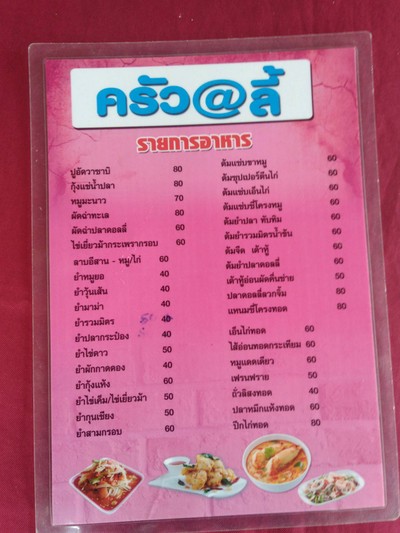 ครัว@ลี้
รายการอาหาร
ปูอัดวาซาบิ 80
กุ้งแช่น้ำปลา 80
หมูมะนาว 70
ผัดฉ่าทะเล 80
ผัดฉ่าปลาดอลลี่ 60
ไข่เยี่ยวม้ากระเพรากรอบ 60
ลาบอีสาน - หมู/ไก่ 60
ยำหมูยอ 40
ยำวุ้นเส้น 40
ยำมาม่า 40
ยำรวมมิตร 50 40
ยำปลากระป๋อง 40
ยำไข่ดาว 50
ยำผักกาดดอง 40
ยำกุ้งแห้ง 60
ยำไข่เค็ม/ไข่เยี่ยวม้า 50
ยำกุนเชียง 50
ยำสามกรอบ 60
ต้มแซ่บขาหมู 60
ต้มซุปเปอร์ตีนไก่ 60
ต้มแซ่บเอ็นไก่ 60
ต้มแซ่บซี่โครงหมู 60
ต้มยำปลา ทับทิม 60
ต้มยำรวมมิตรน้ำข้น 60
ต้มจืด เต้าหู้ 60
ต้มยำปลาดอลลี่ 60
เต้าหู้อ่อนผัดคื่นช่าย 50
ปลาดอลลี่ลวกจิ้ม 80
แหนมซี่โครงทอด 80
เอ็นไก่ทอด 60
ไส้อ่อนทอดกระเทียม 60
หมูแดดเดียว 60
เฟรนฟราย 50
ถั่วลิสงทอด 40
ปลาหมึกแห้งทอด 60
ปีกไก่ทอด 80